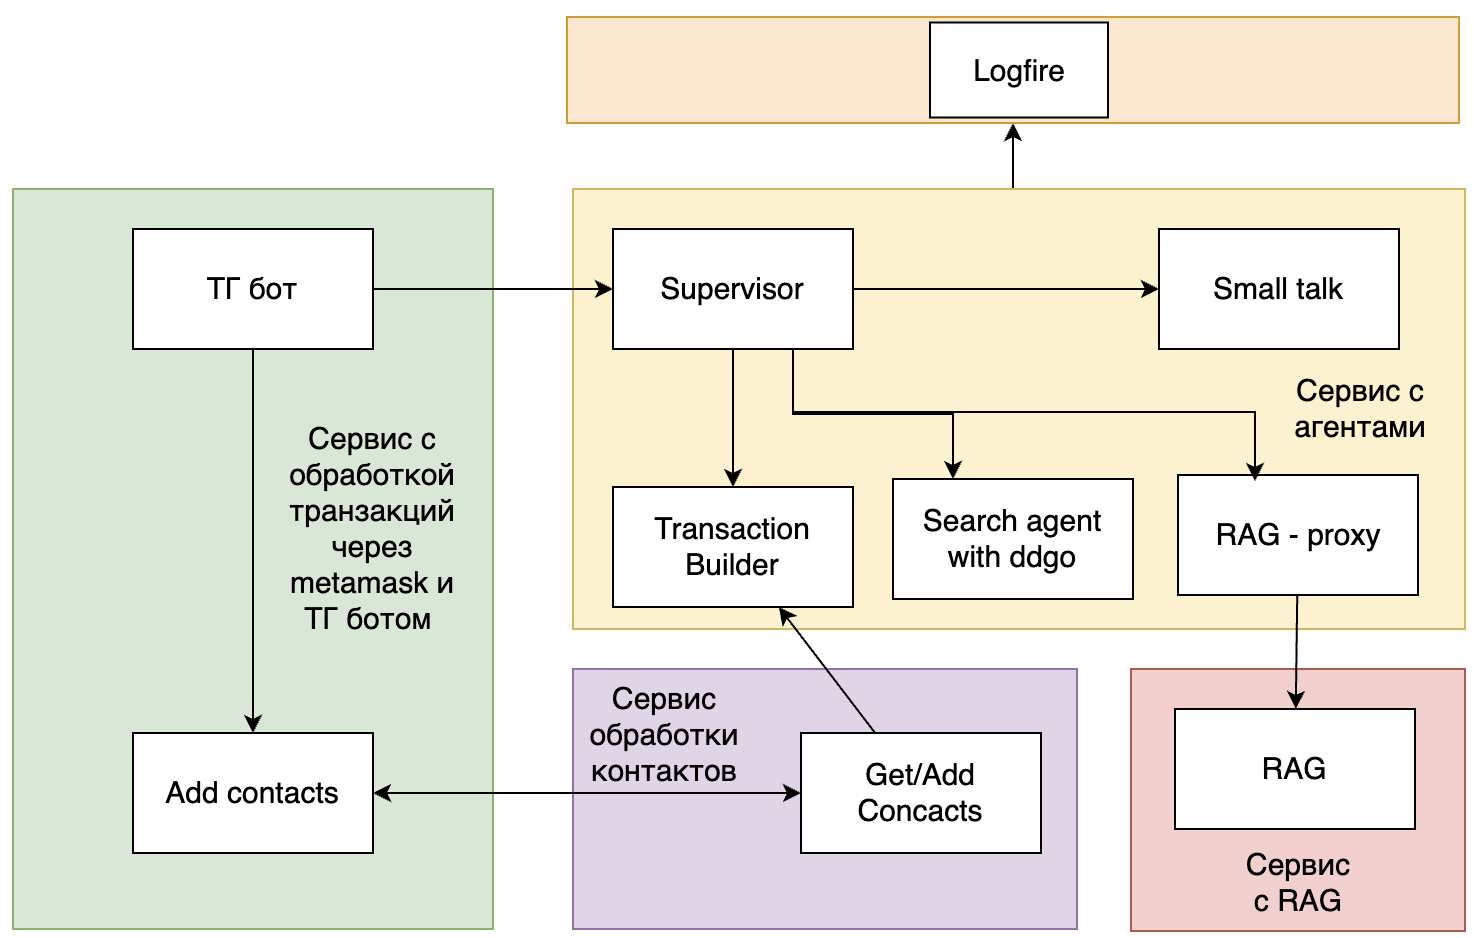 Logfire
ТГ бот
Supervisor
Small talk
Сервис с
агентами
Сервис с
обработкой
транзакций
через
metamask и
ТГ ботом
Transaction
Builder
Search agent
with ddgo
RAG - proxy
Add contacts
Сервис
обработки
контактов
Get/Add
Concacts
RAG
Сервис
с RAG